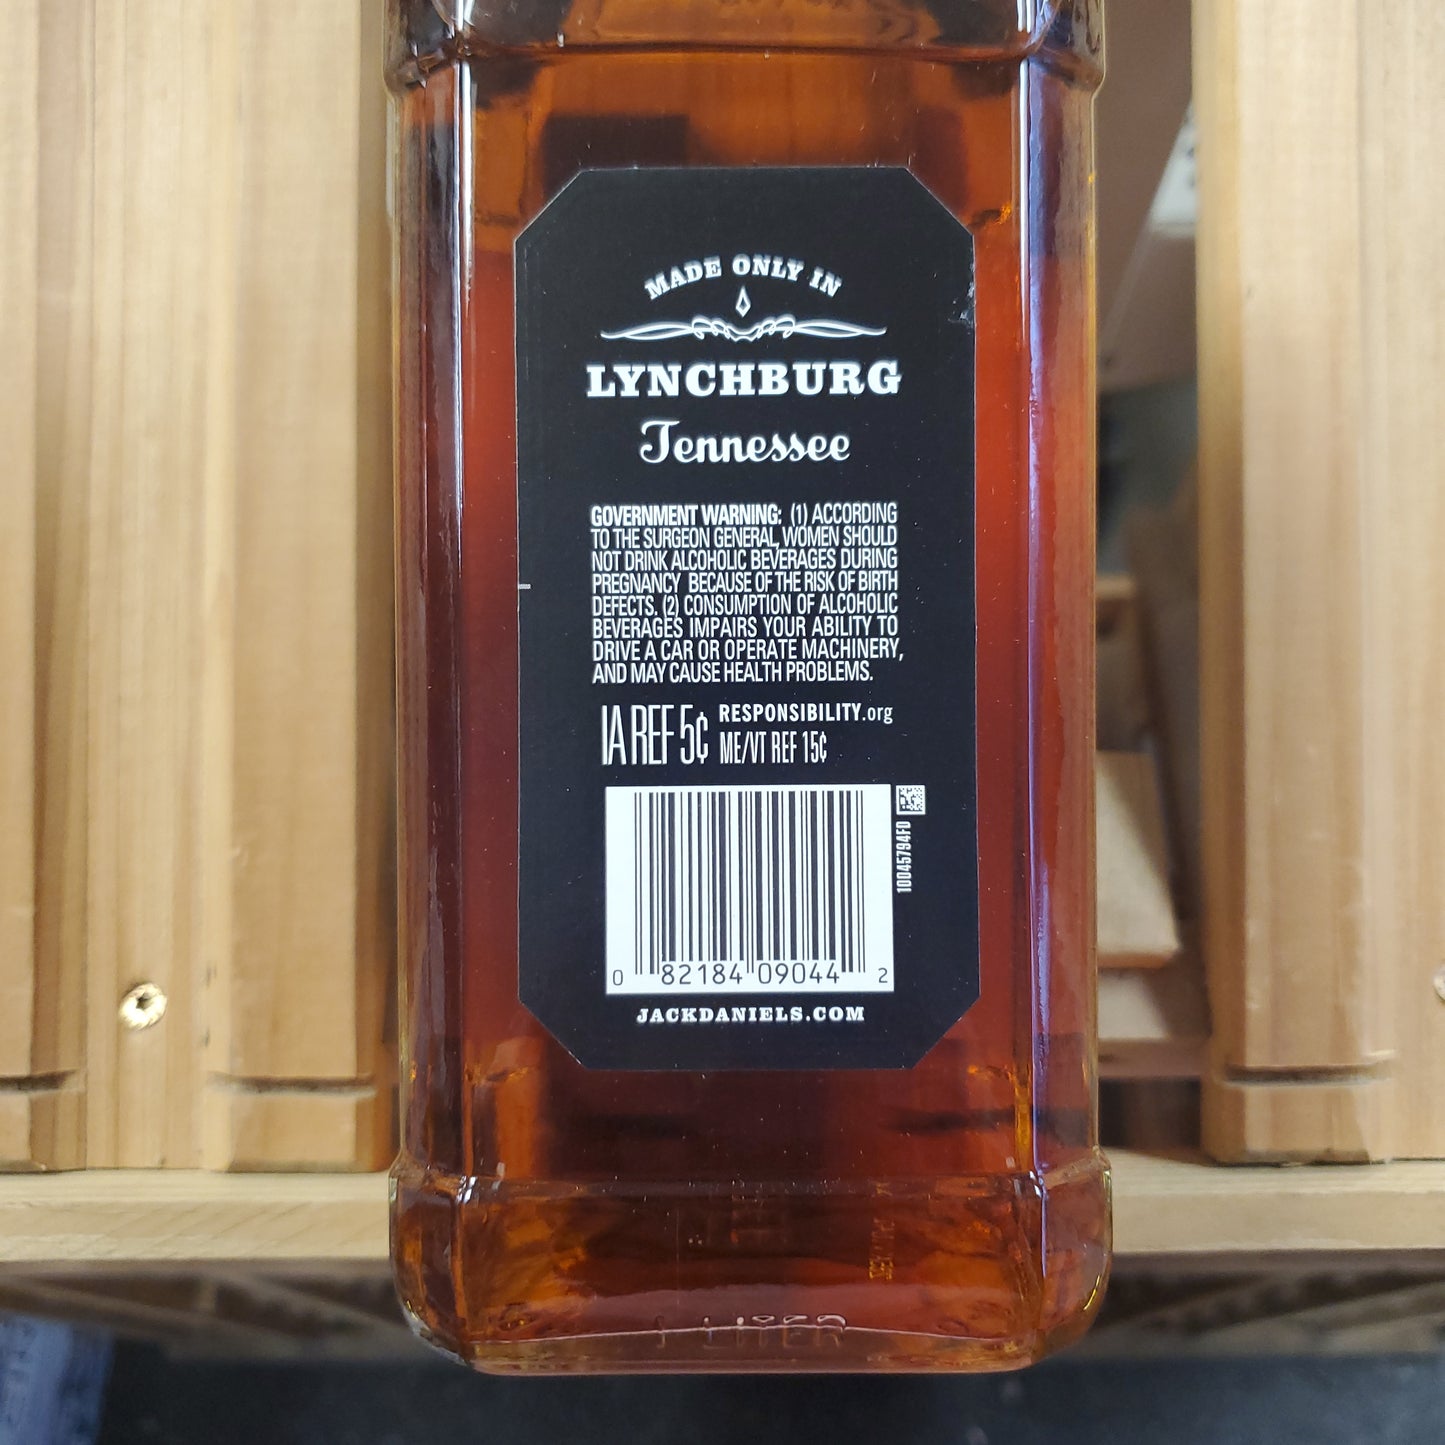 MADE ONLY IN
LYNCHBURG
Tennessee
GOVERNMENT WARNING: (1) ACCORDING
TO THE SURGEON GENERAL, WOMEN SHOULD
NOT DRINK ALCOHOLIC BEVERAGES DURING
PREGNANCY BECAUSE OF THE RISK OF BIRTH
DEFECTS. (2) CONSUMPTION OF ALCOHOLIC
BEVERAGES IMPAIRS YOUR ABILITY TO
DRIVE A CAR OR OPERATE MACHINERY,
AND MAY CAUSE HEALTH PROBLEMS.
IA REF 5¢
RESPONSIBILITY.org
ME/VT REF 15¢
10045794FD
0 82184 09044 2
JACKDANIELS.COM
1 LITER